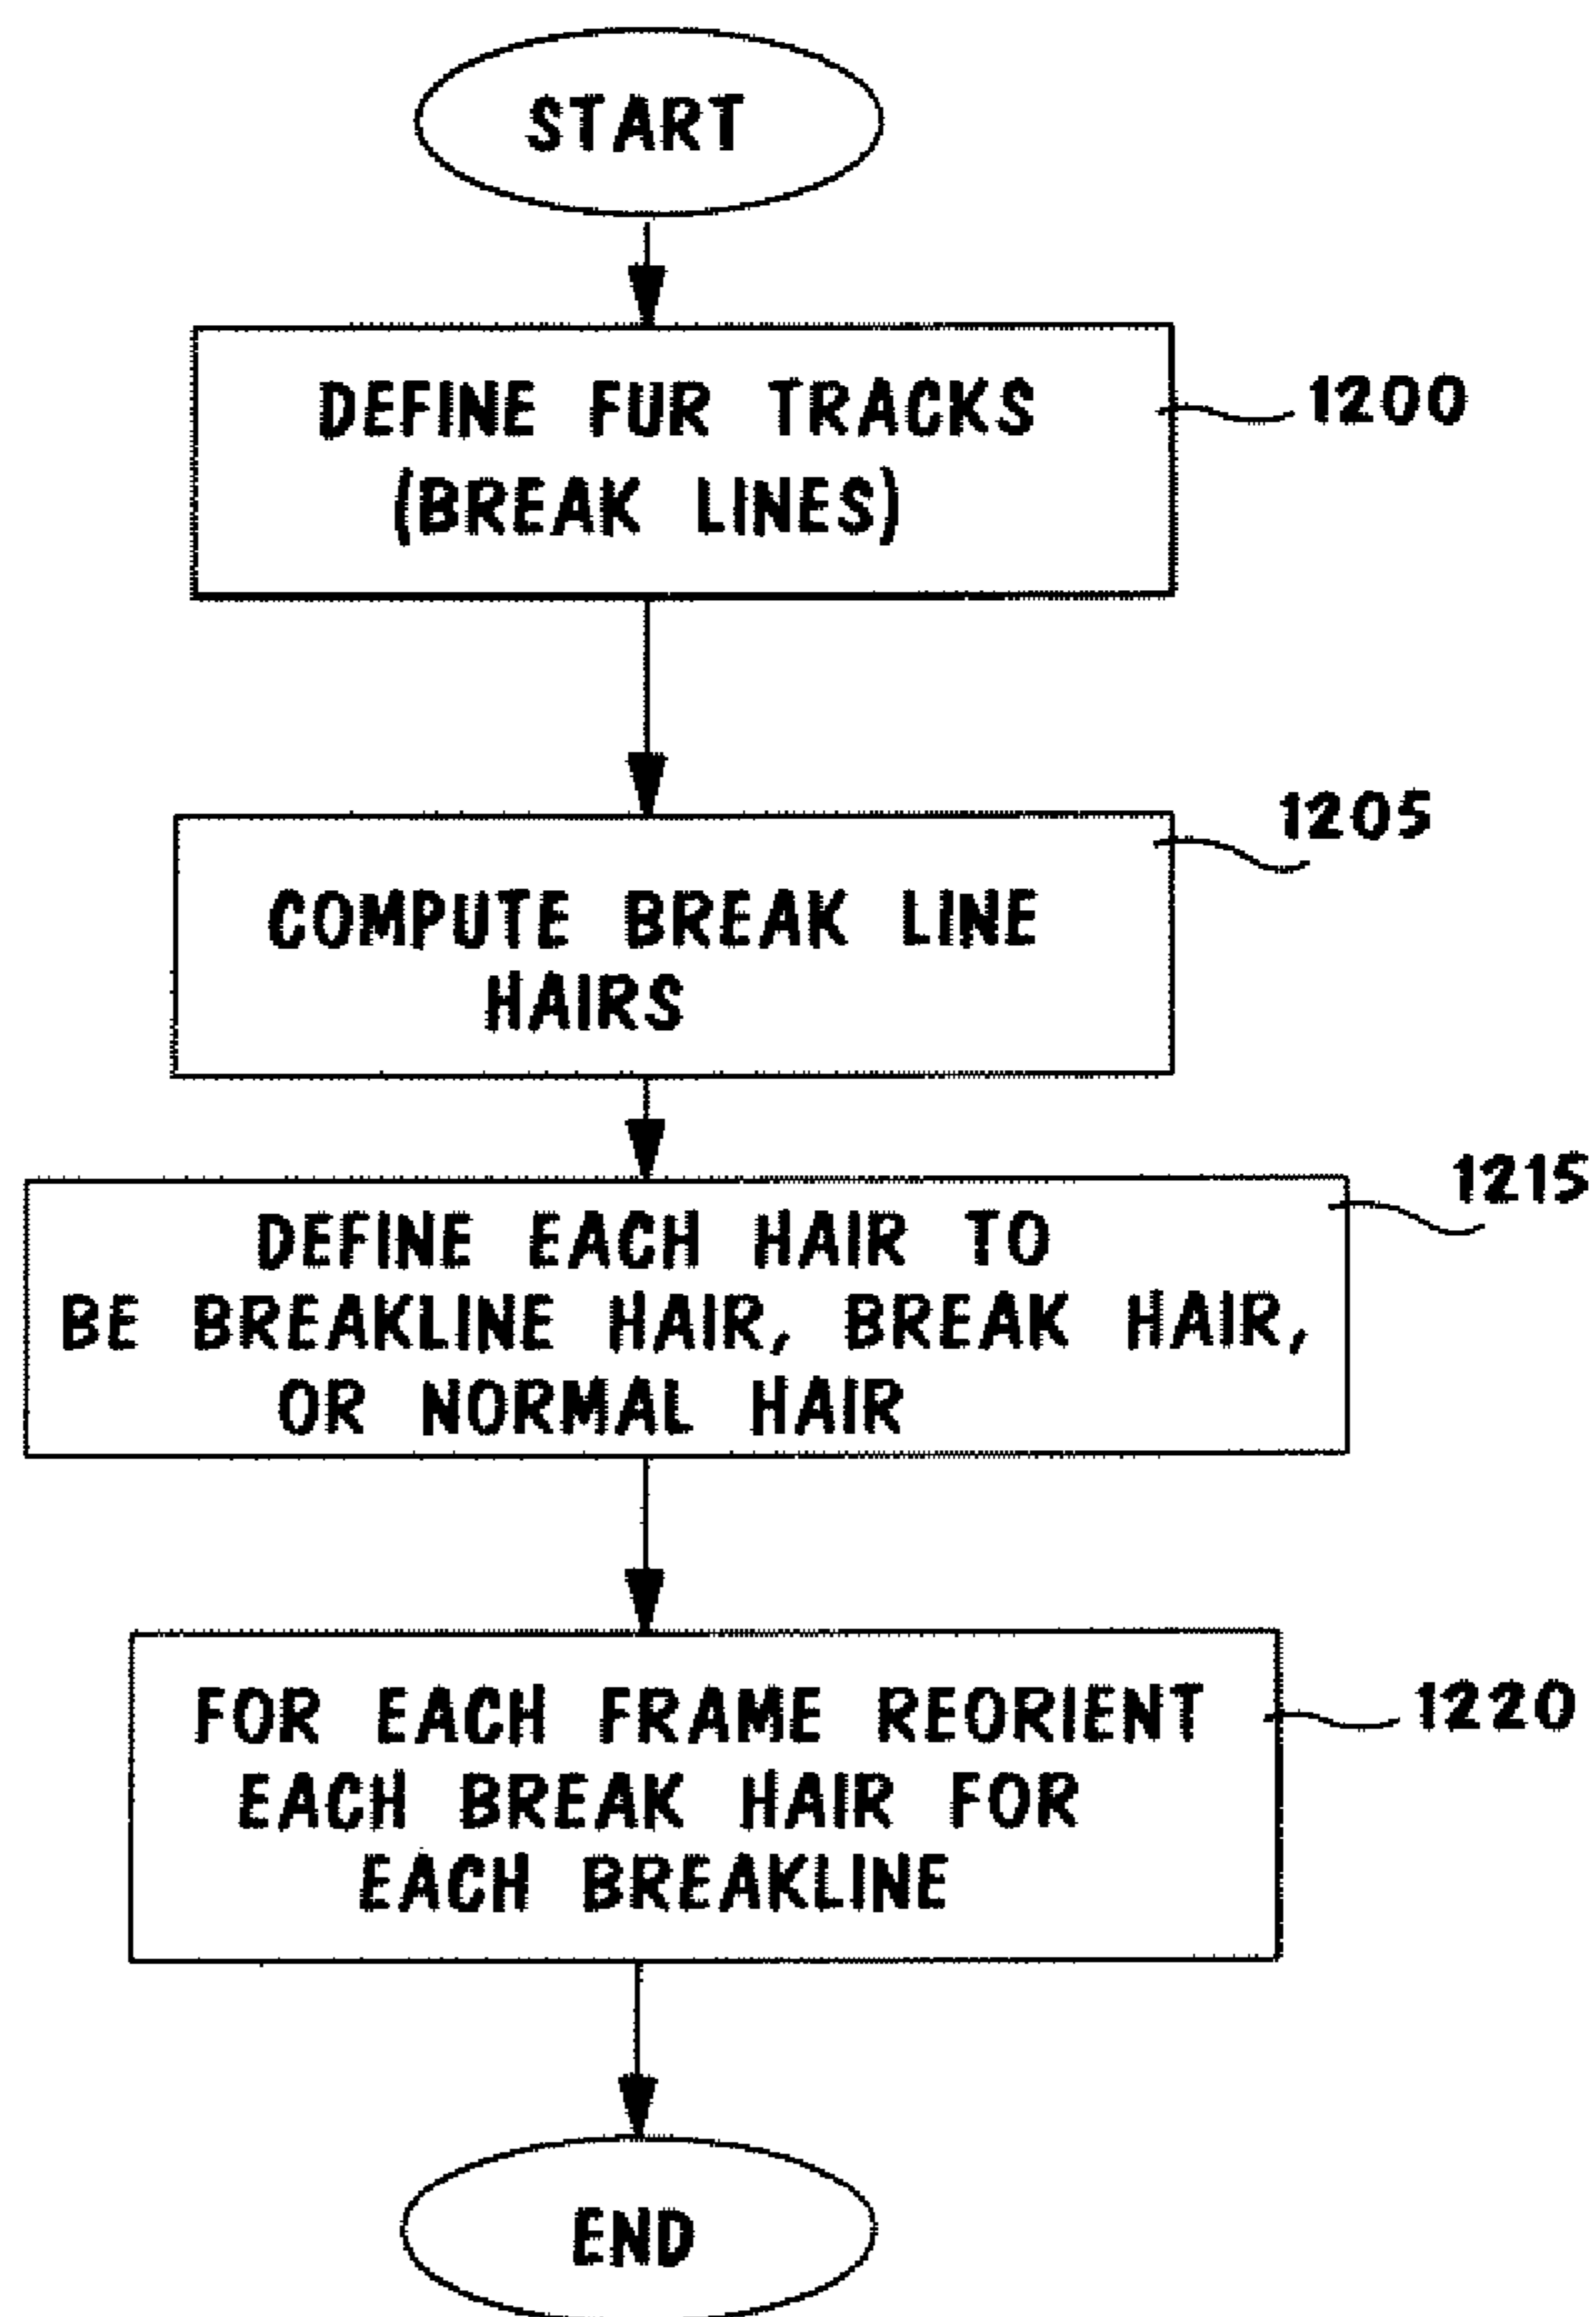 START
DEFINE FUR TRACKS
(BREAK LINES)
1200
1205
COMPUTE BREAK LINE
HAIRS
1215
DEFINE EACH HAIR TO
BE BREAKLINE HAIR, BREAK HAIR,
OR NORMAL HAIR
FOR EACH FRAME REORIENT
1220
EACH BREAK HAIR FOR
EACH BREAKLINE
END